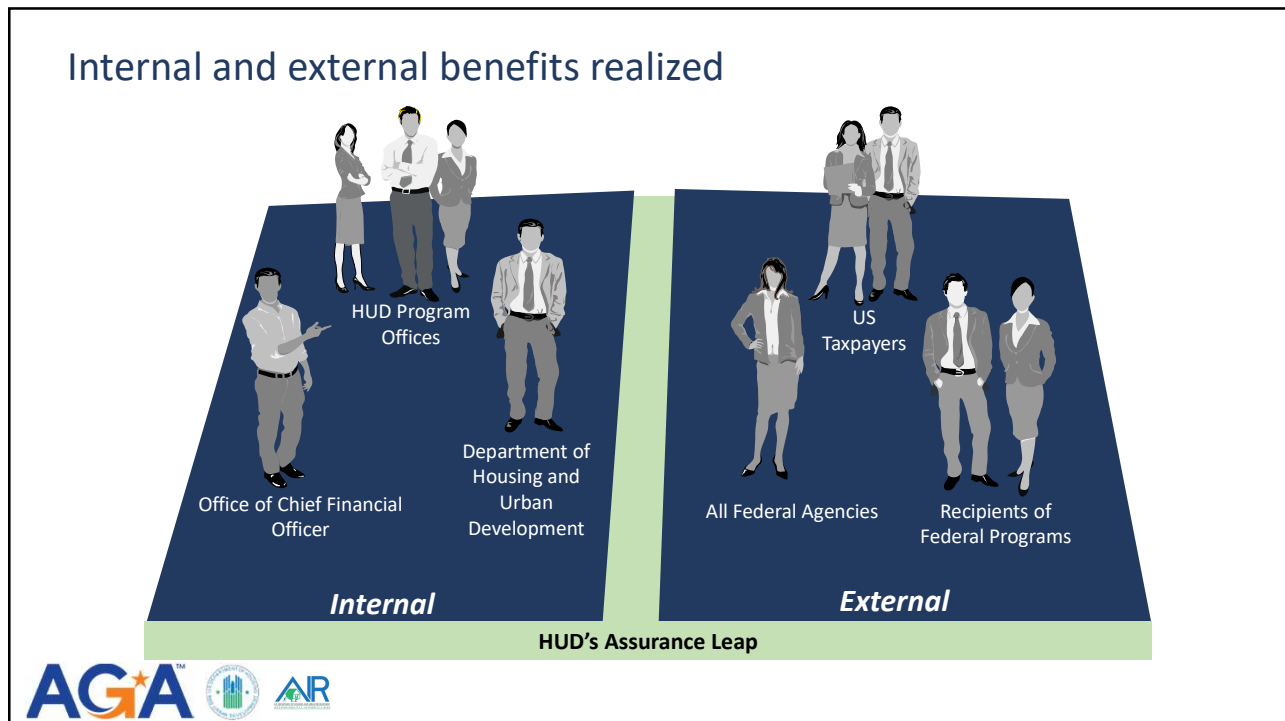 Internal and external benefits realized
HUD Program
Offices
Office of Chief Financial
Officer
Department of
Housing and
Urban
Development
Internal
US
Taxpayers
All Federal Agencies
Recipients of
Federal Programs
External
HUD's Assurance Leap
AGA™
AIR